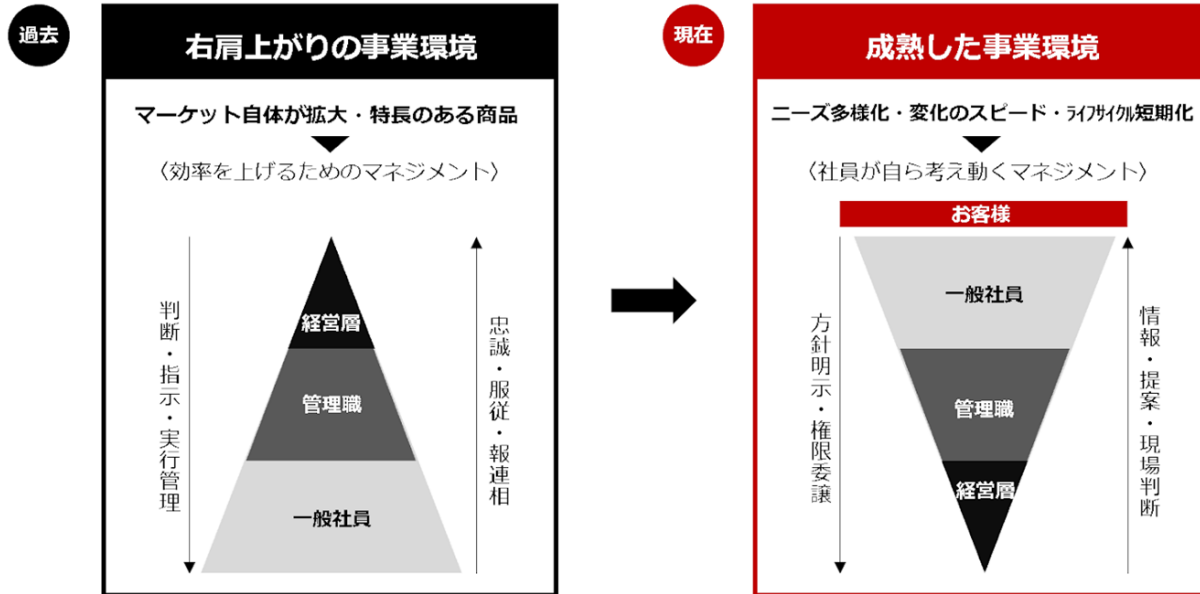 過去
右肩上がりの事業環境
マーケット自体が拡大・特長のある商品
〈効率を上げるためのマネジメント〉
判断・指示・実行管理
経営層
管理職
一般社員
忠誠・服従・報連相
現在
成熟した事業環境
ニーズ多様化・変化のスピード・ﾗｲﾌｻｲｸﾙ短期化
〈社員が自ら考え動くマネジメント〉
お客様
方針明示・権限委譲
一般社員
管理職
経営層
情報・提案・現場判断